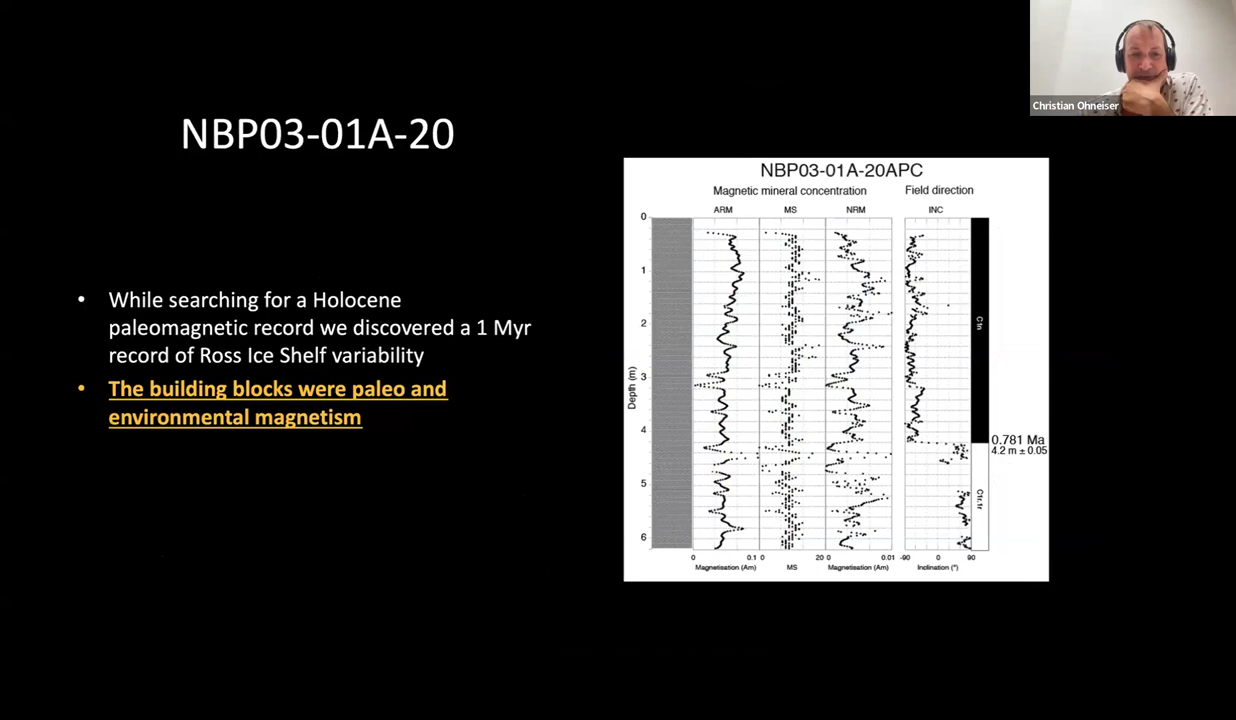 Christian Ohneiser
NBP03-01A-20
• While searching for a Holocene
paleomagnetic record we discovered a 1 Myr
record of Ross Ice Shelf variability
• The building blocks were paleo and
environmental magnetism
NBP03-01A-20APC
Magnetic mineral concentration Field direction
ARM MS NRM INC
Depth (m)
0
1
2
3
4
5
6
C1n
0.781 Ma
4.2 m ± 0.05
C1r.1r
0 0.1 0 20 0 0.01 -90 0 90
Magnetisation (Am) MS Magnetisation (Am) Inclination (°)